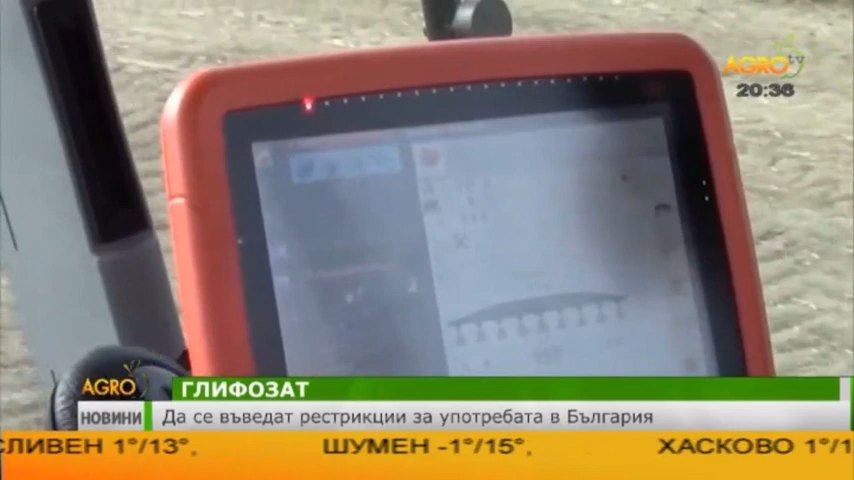 AGRO tv
20:36
AGRO
НОВИНИ
ГЛИФОЗАТ
Да се въведат рестрикции за употребата в България
СЛИВЕН 1°/13°, ШУМЕН -1°/15°, ХАСКОВО 1°/1